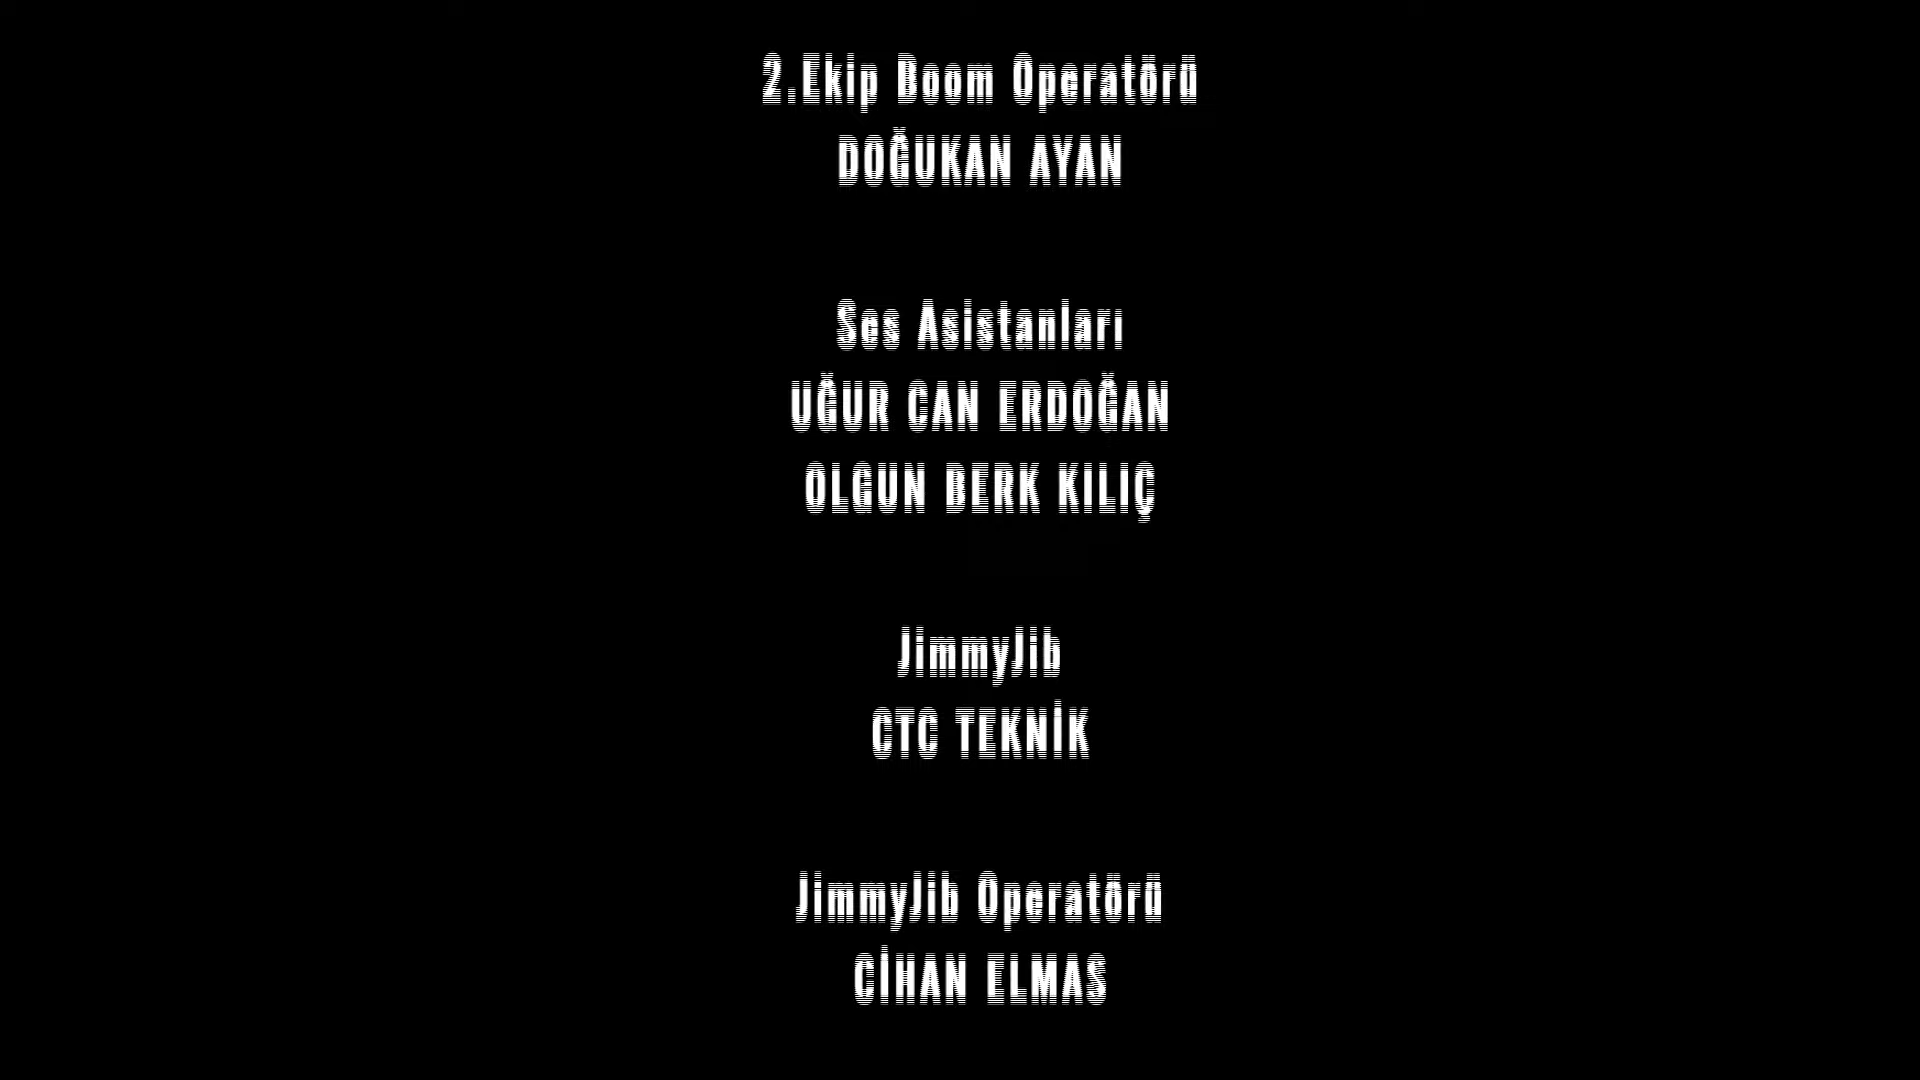 2.Ekip Boom Operatörü
DOĞUKAN AYAN
Ses Asistanları
UĞUR CAN ERDOĞAN
OLGUN BERK KILIÇ
JimmyJib
CTC TEKNİK
JimmyJib Operatörü
CİHAN ELMAS